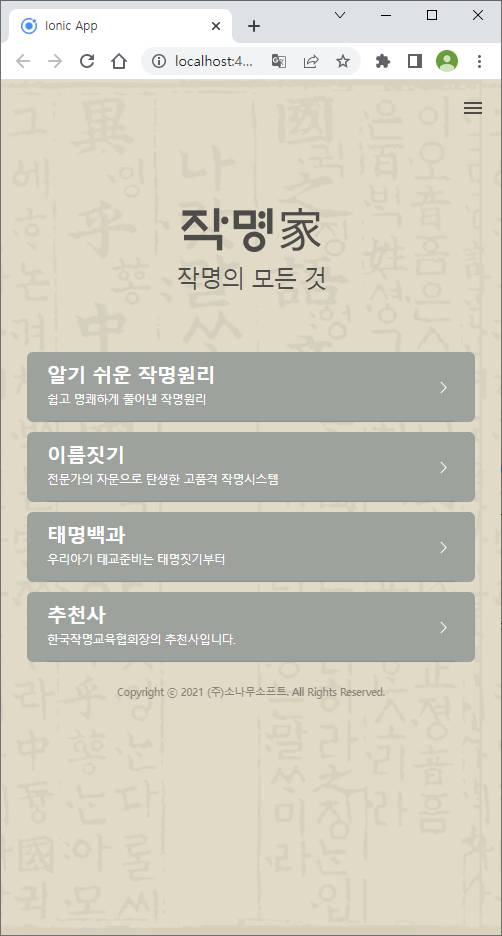 Ionic App
localhost:4...
작명家
작명의 모든 것
알기 쉬운 작명원리
쉽고 명쾌하게 풀어낸 작명원리
이름짓기
전문가의 자문으로 탄생한 고품격 작명시스템
태명백과
우리아기 태교준비는 태명짓기부터
추천사
한국작명교육협회장의 추천사입니다.
Copyright ⓒ 2021 (주)소나무소프트. All Rights Reserved.